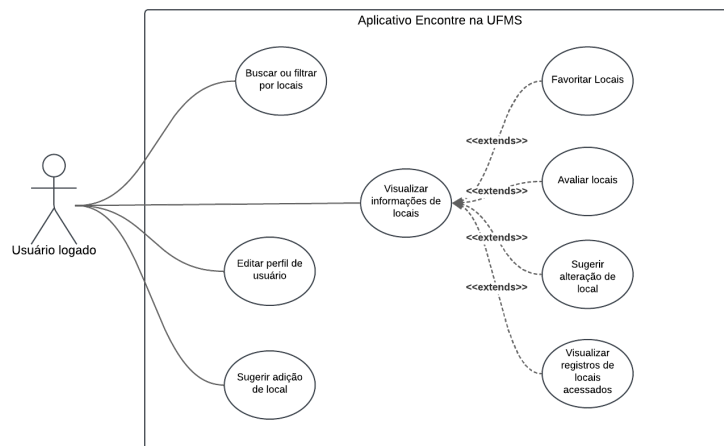 Aplicativo Encontre na UFMS
Buscar ou filtrar
por locais
Favoritar Locais
<<extends>>
Avaliar locais
<<extends>>
Visualizar
informações de
locais
Usuário logado
<<extends>>
Editar perfil de
usuário
Sugerir
alteração de
local
<<extends>>
Sugerir adição
de local
Visualizar
registros de
locais
acessados